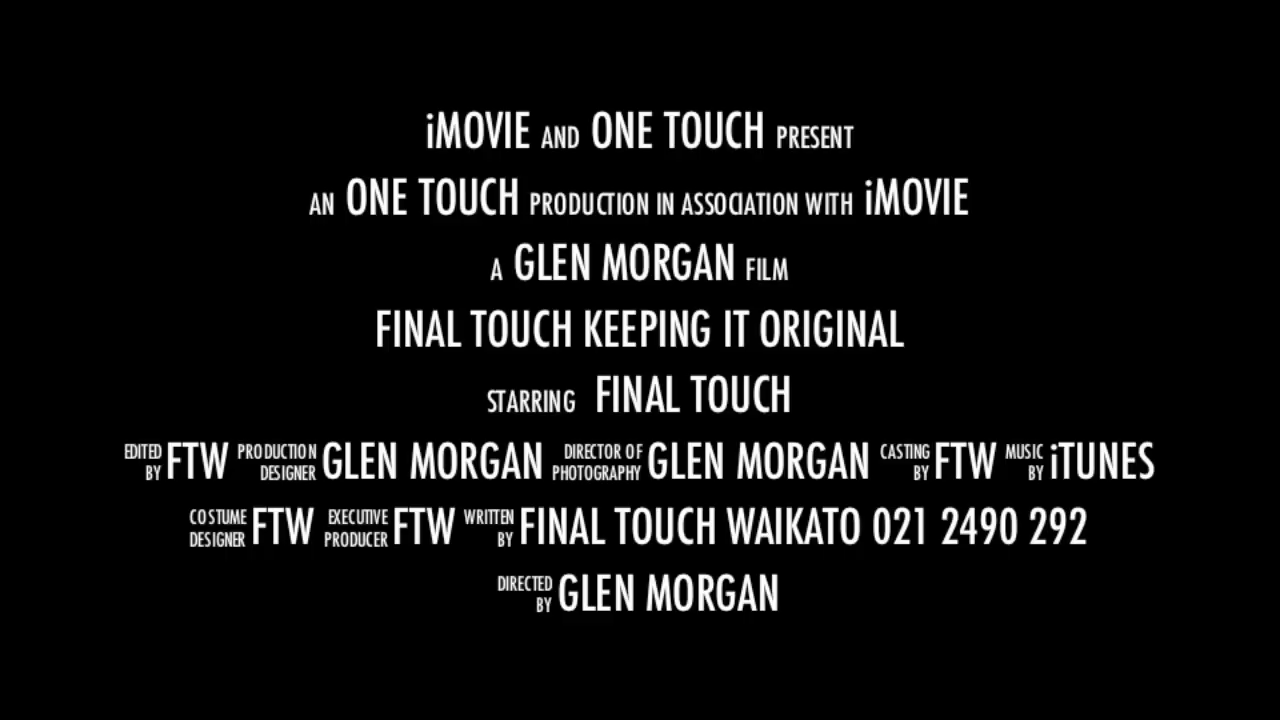 iMOVIE AND ONE TOUCH PRESENT
AN ONE TOUCH PRODUCTION IN ASSOCIATION WITH iMOVIE
A GLEN MORGAN FILM
FINAL TOUCH KEEPING IT ORIGINAL
STARRING FINAL TOUCH
EDITED BY FTW PRODUCTION DESIGNER GLEN MORGAN DIRECTOR OF PHOTOGRAPHY GLEN MORGAN CASTING BY FTW MUSIC BY iTUNES
COSTUME DESIGNER FTW EXECUTIVE PRODUCER FTW WRITTEN BY FINAL TOUCH WAIKATO 021 2490 292
DIRECTED BY GLEN MORGAN